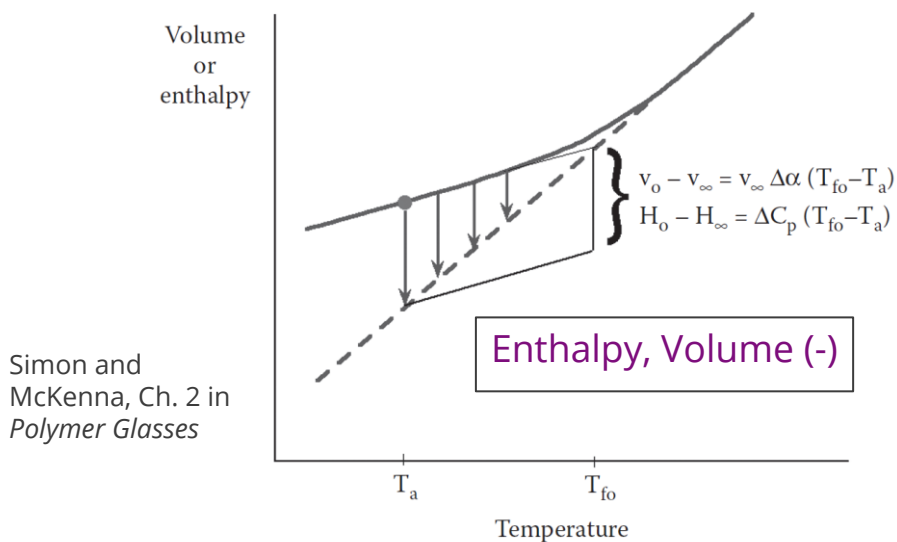 Volume
or
enthalpy
v₀ – v∞ = v∞ Δα (Tfo–Ta)
H₀ – H∞ = ΔCp (Tfo–Ta)
Enthalpy, Volume (-)
Simon and
McKenna, Ch. 2 in
Polymer Glasses
Ta
Tfo
Temperature